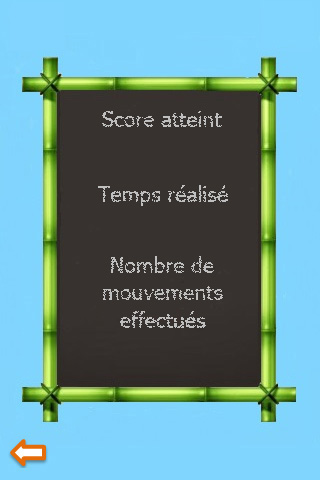 Score atteint
Temps réalisé
Nombre de
mouvements
effectués